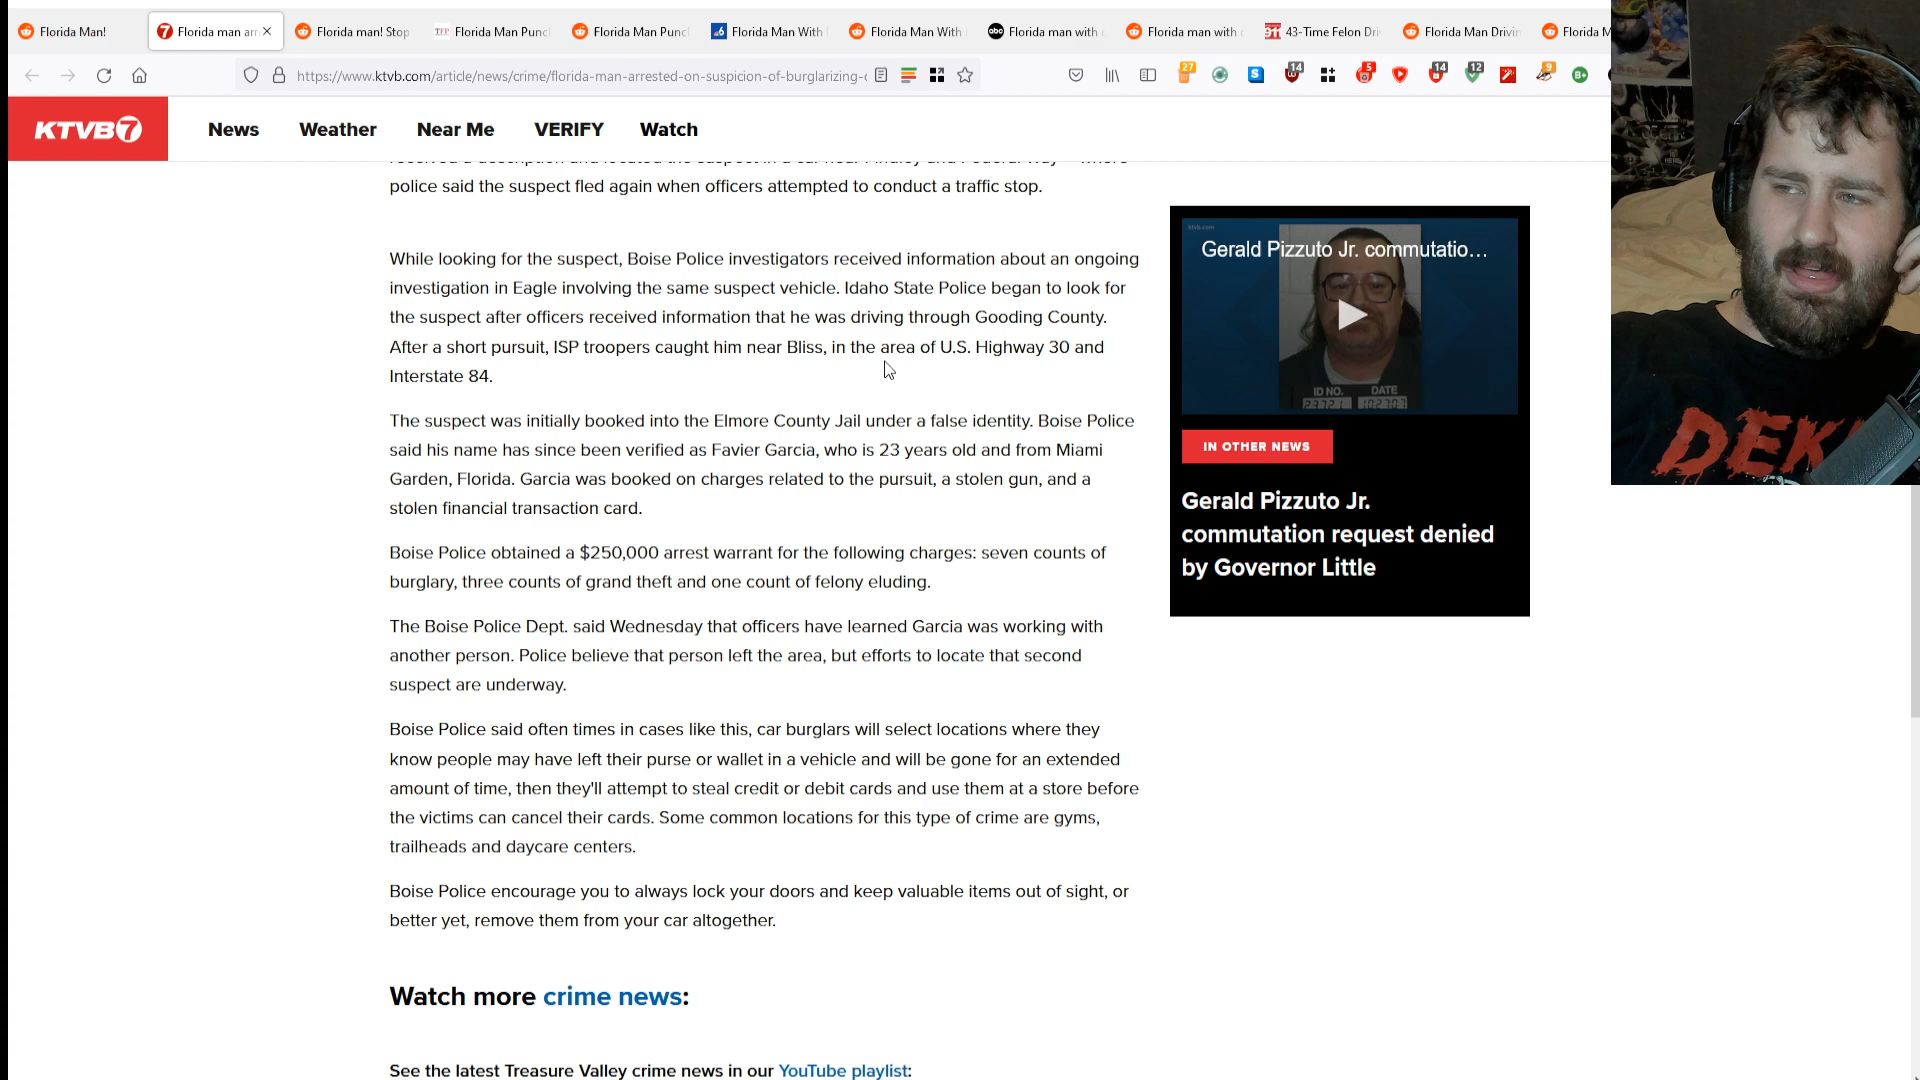 Florida Man!
Florida man arr
Florida man! Stop
TFP
Florida Man Punc
Florida Man Punc
6
Florida Man With
Florida Man With
abc
Florida man with
Florida man with
911
43-Time Felon Dri
Florida Man Drivin
Florida M
https://www.ktvb.com/article/news/crime/florida-man-arrested-on-suspicion-of-burglarizing-c
27
S
14
5
14
12
9
B+
KTVB7
News
Weather
Near Me
VERIFY
Watch
police said the suspect fled again when officers attempted to conduct a traffic stop.
While looking for the suspect, Boise Police investigators received information about an ongoing
investigation in Eagle involving the same suspect vehicle. Idaho State Police began to look for
the suspect after officers received information that he was driving through Gooding County.
After a short pursuit, ISP troopers caught him near Bliss, in the area of U.S. Highway 30 and
Interstate 84.
The suspect was initially booked into the Elmore County Jail under a false identity. Boise Police
said his name has since been verified as Favier Garcia, who is 23 years old and from Miami
Garden, Florida. Garcia was booked on charges related to the pursuit, a stolen gun, and a
stolen financial transaction card.
Boise Police obtained a $250,000 arrest warrant for the following charges: seven counts of
burglary, three counts of grand theft and one count of felony eluding.
The Boise Police Dept. said Wednesday that officers have learned Garcia was working with
another person. Police believe that person left the area, but efforts to locate that second
suspect are underway.
Boise Police said often times in cases like this, car burglars will select locations where they
know people may have left their purse or wallet in a vehicle and will be gone for an extended
amount of time, then they'll attempt to steal credit or debit cards and use them at a store before
the victims can cancel their cards. Some common locations for this type of crime are gyms,
trailheads and daycare centers.
Boise Police encourage you to always lock your doors and keep valuable items out of sight, or
better yet, remove them from your car altogether.
Watch more crime news:
See the latest Treasure Valley crime news in our YouTube playlist:
ktvb.com
Gerald Pizzuto Jr. commutatio…
ID NO. DATE
IN OTHER NEWS
Gerald Pizzuto Jr.
commutation request denied
by Governor Little
DEK